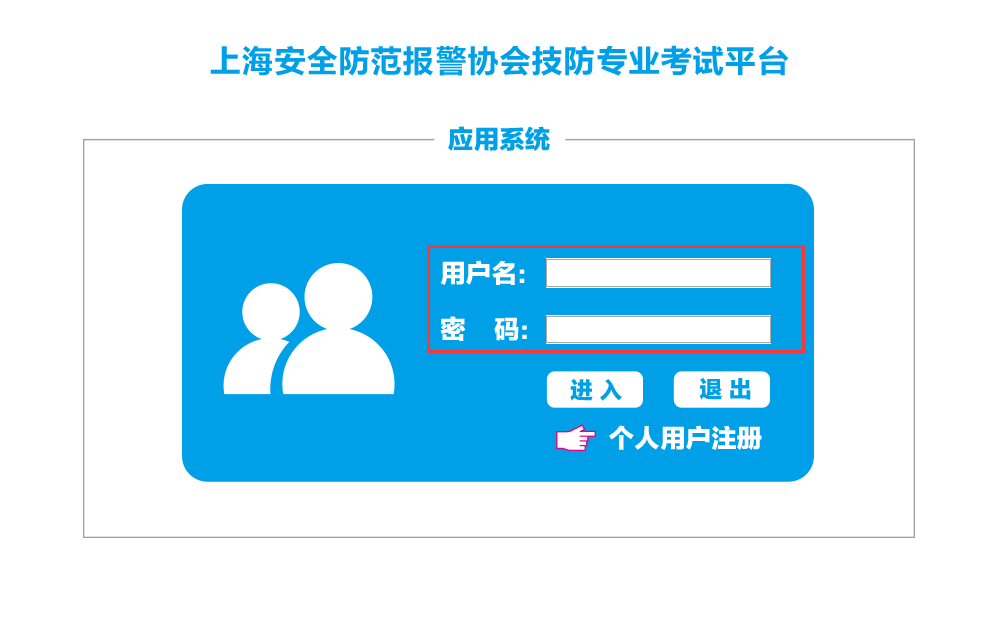 上海安全防范报警协会技防专业考试平台
应用系统
用户名:
密 码:
进 入 退 出
个人用户注册